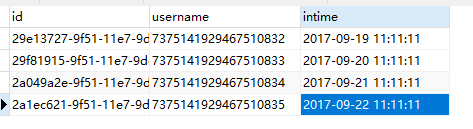 id username intime
29e13727-9f51-11e7-9d 7375141929467510832 2017-09-19 11:11:11
29f81915-9f51-11e7-9d 7375141929467510833 2017-09-20 11:11:11
2a049a2e-9f51-11e7-9d 7375141929467510834 2017-09-21 11:11:11
2a1ec621-9f51-11e7-9d 7375141929467510835 2017-09-22 11:11:11